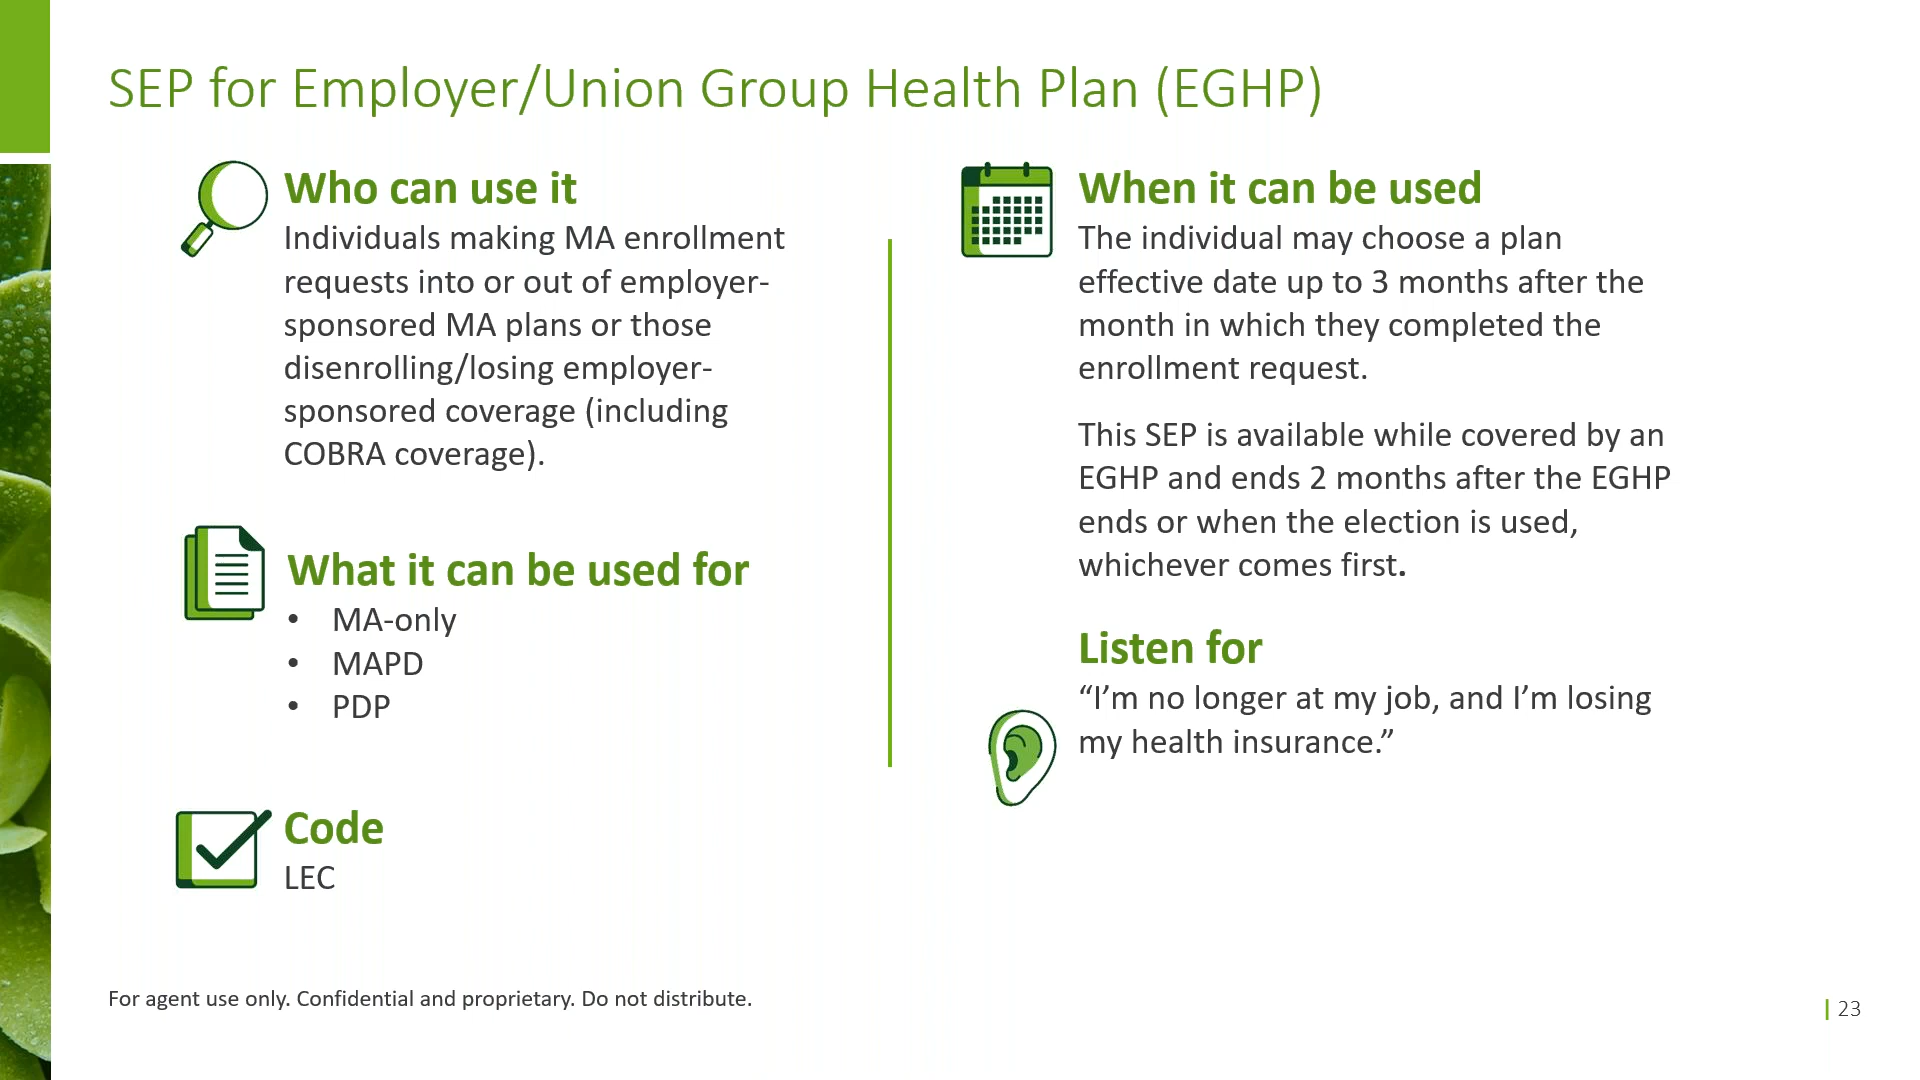 SEP for Employer/Union Group Health Plan (EGHP)
Who can use it
Individuals making MA enrollment
requests into or out of employer-
sponsored MA plans or those
disenrolling/losing employer-
sponsored coverage (including
COBRA coverage).
What it can be used for
• MA-only
• MAPD
• PDP
Code
LEC
When it can be used
The individual may choose a plan
effective date up to 3 months after the
month in which they completed the
enrollment request.
This SEP is available while covered by an
EGHP and ends 2 months after the EGHP
ends or when the election is used,
whichever comes first.
Listen for
“I’m no longer at my job, and I’m losing
my health insurance.”
For agent use only. Confidential and proprietary. Do not distribute.
| 23